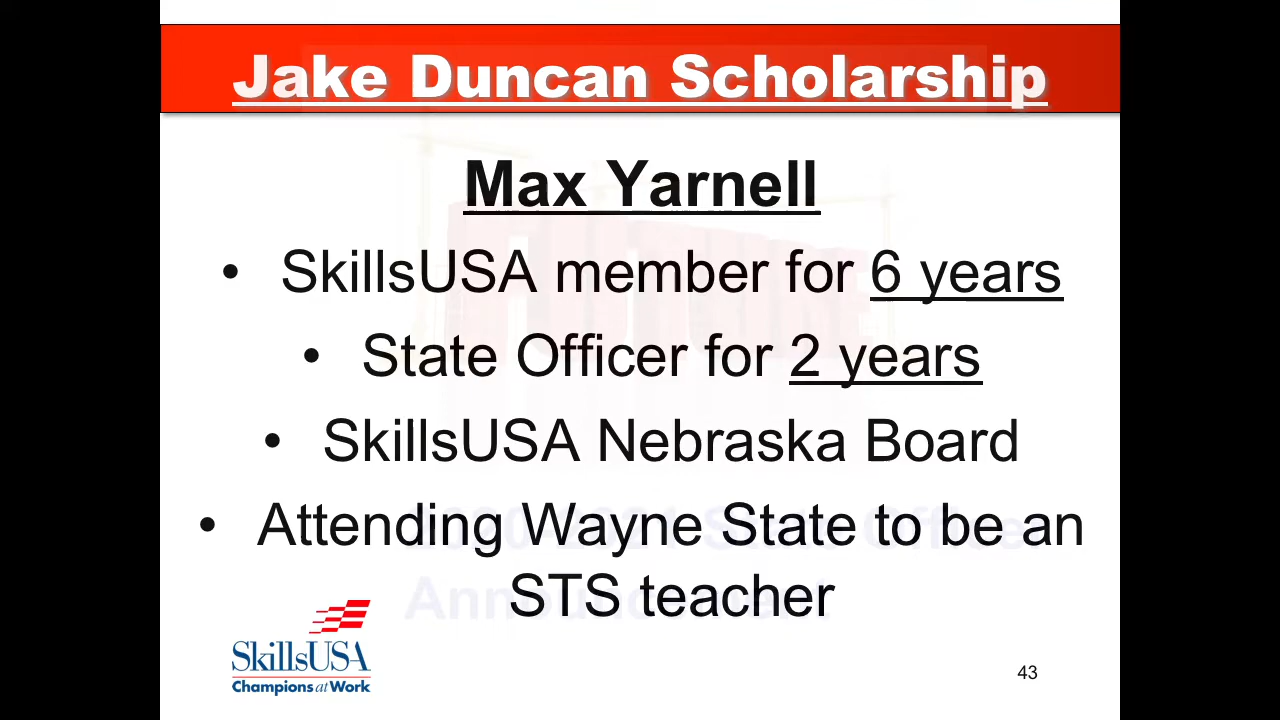 Jake Duncan Scholarship
Max Yarnell
• SkillsUSA member for 6 years
• State Officer for 2 years
• SkillsUSA Nebraska Board
• Attending Wayne State to be an
STS teacher
SkillsUSA
Champions at Work
43